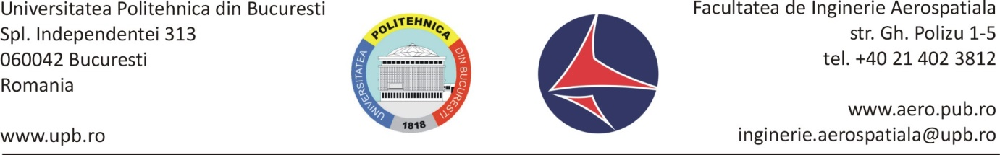 Universitatea Politehnica din Bucuresti
Spl. Independentei 313
060042 Bucuresti
Romania
www.upb.ro
UNIVERSITATEA
POLITEHNICA
DIN BUCURESTI
1818
Facultatea de Inginerie Aerospatiala
str. Gh. Polizu 1-5
tel. +40 21 402 3812
www.aero.pub.ro
inginerie.aerospatiala@upb.ro